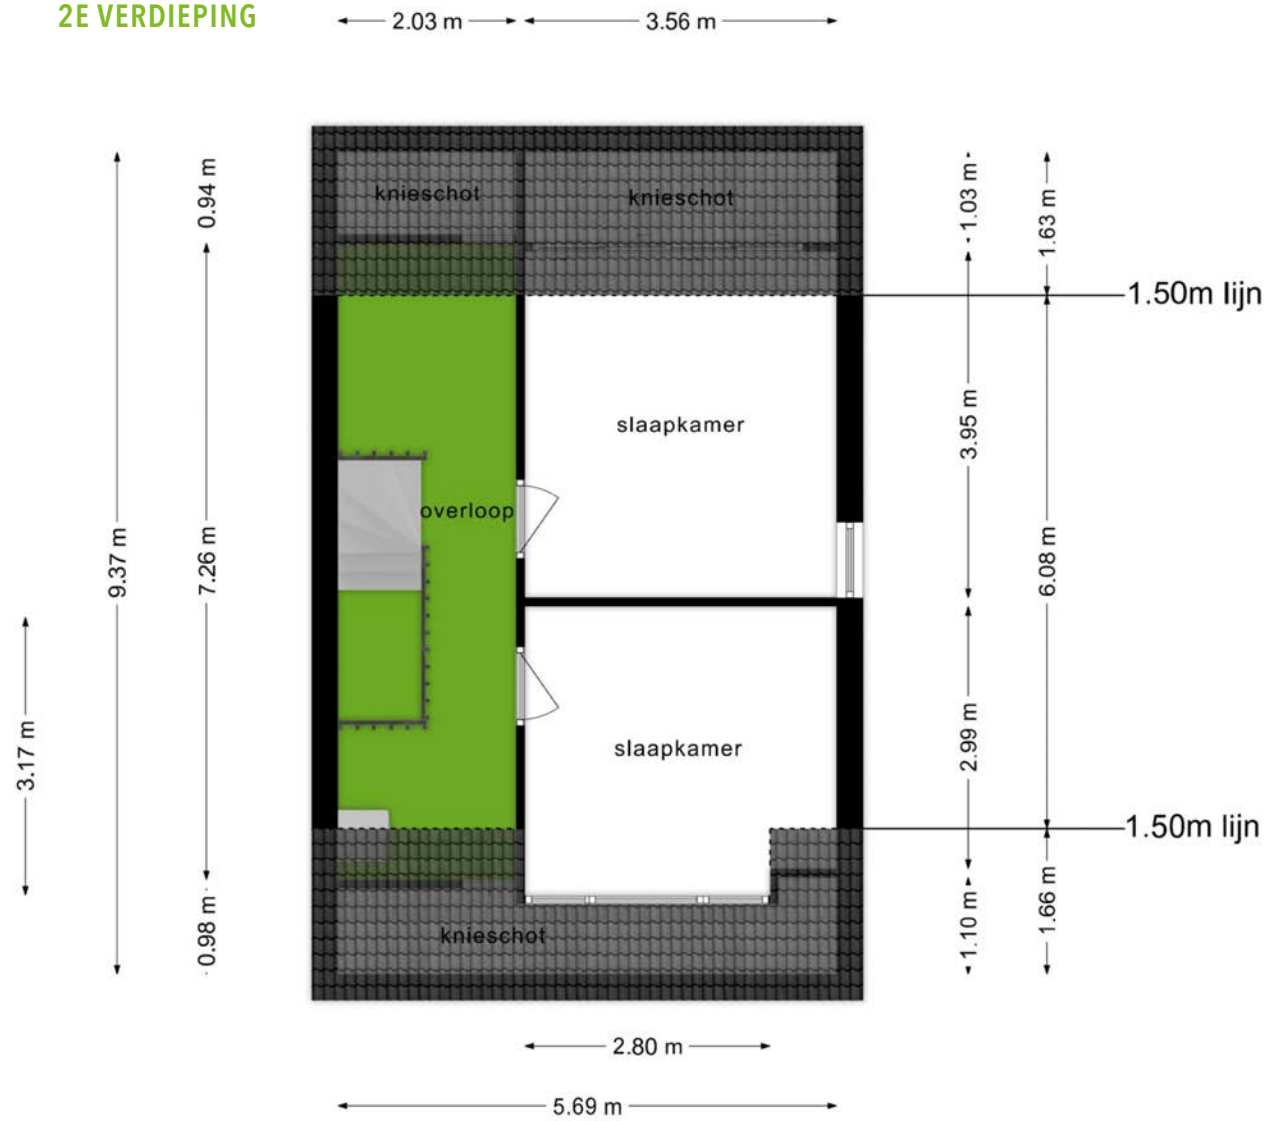 2E VERDIEPING
2.03 m
3.56 m
0.94 m
1.03 m
1.63 m
knieschot
knieschot
1.50m lijn
slaapkamer
3.95 m
overloop
9.37 m
7.26 m
6.08 m
3.17 m
slaapkamer
2.99 m
1.50m lijn
0.98 m
knieschot
1.10 m
1.66 m
2.80 m
5.69 m